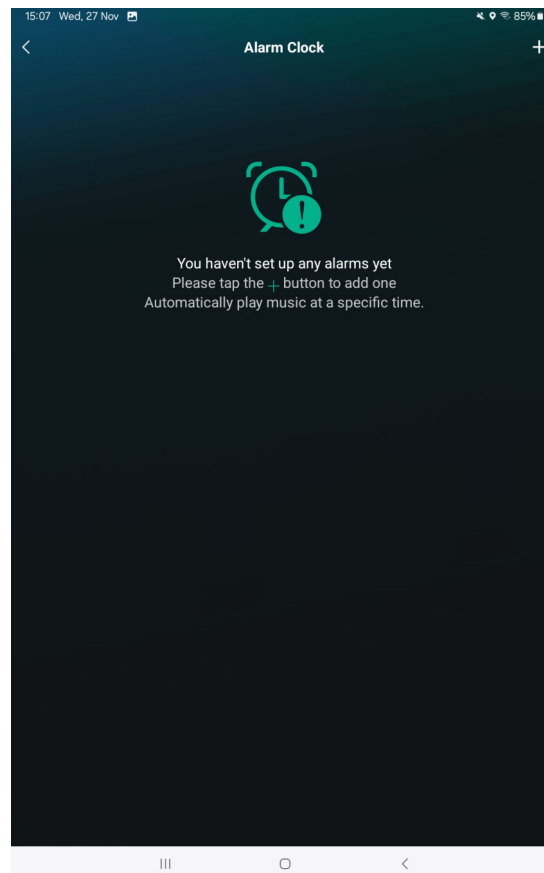 15:07 Wed, 27 Nov 85%
Alarm Clock
You haven't set up any alarms yet
Please tap the + button to add one
Automatically play music at a specific time.